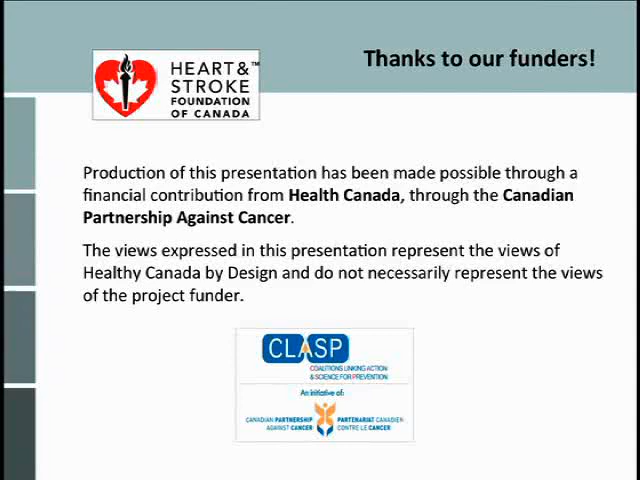 Thanks to our funders!
HEART &™
STROKE
FOUNDATION
OF CANADA
Production of this presentation has been made possible through a
financial contribution from Health Canada, through the Canadian
Partnership Against Cancer.
The views expressed in this presentation represent the views of
Healthy Canada by Design and do not necessarily represent the views
of the project funder.
CLASP
COALITIONS LINKING ACTION
& SCIENCE FOR PREVENTION
An initiative of:
CANADIAN PARTNERSHIP
AGAINST CANCER
PARTENARIAT CANADIEN
CONTRE LE CANCER